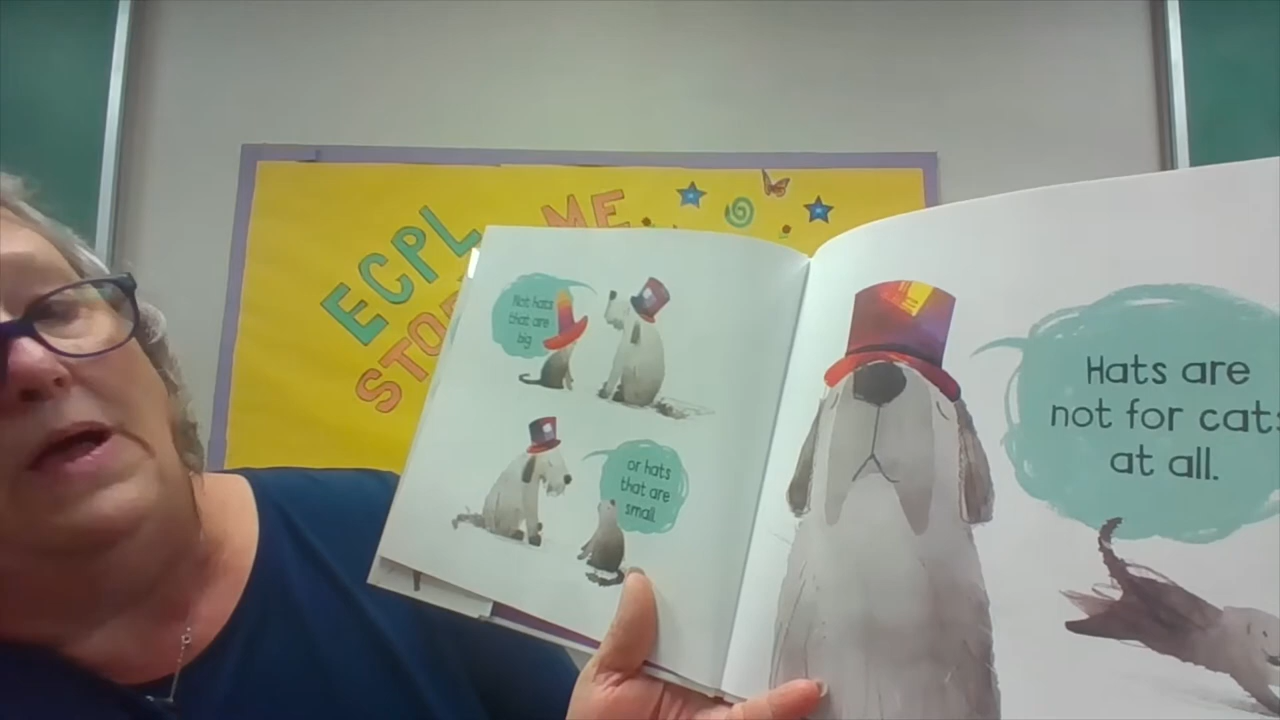 ECPL
STO
ME
Not hats
that are
big
or hats
that are
small.
Hats are
not for cats
at all.